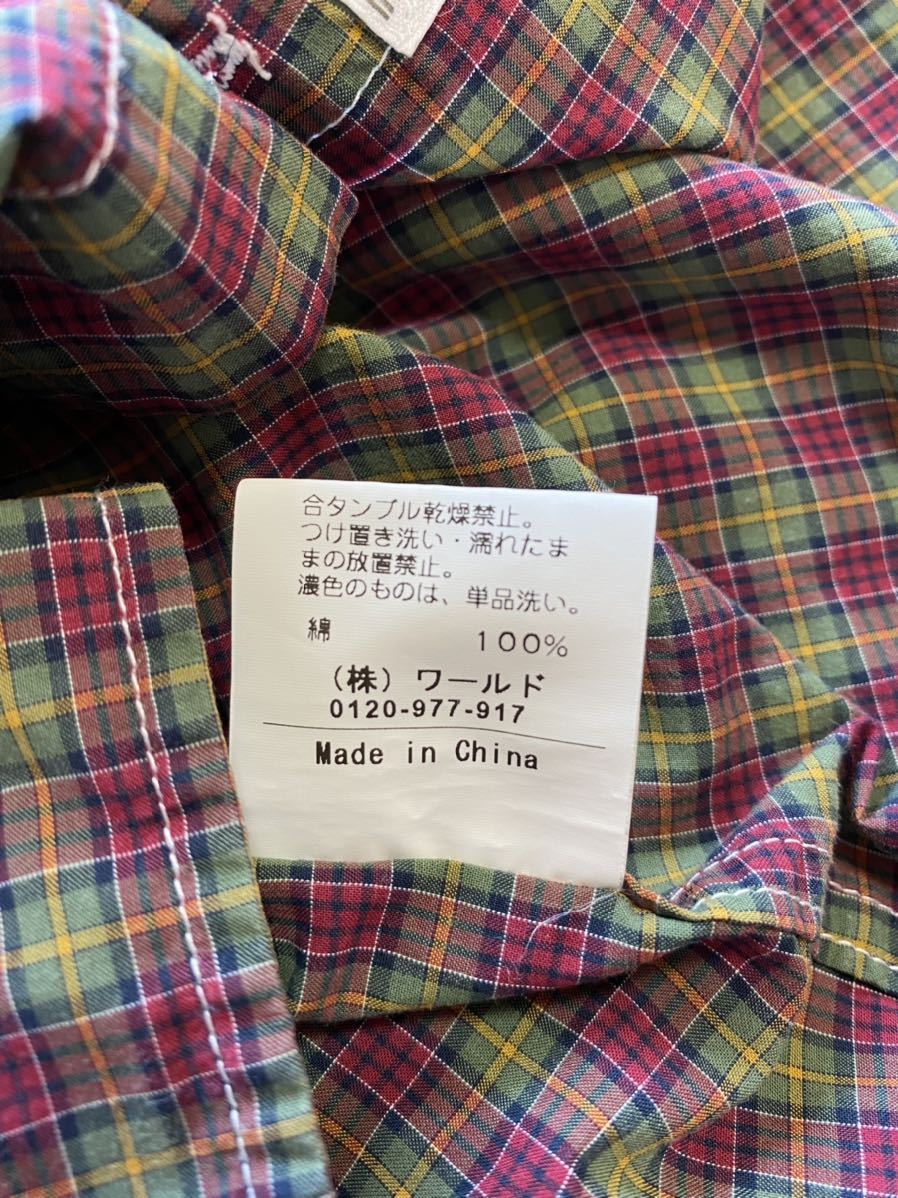 合タンブル乾燥禁止。
つけ置き洗い・濡れたま
まの放置禁止。
濃色のものは、単品洗い。
綿 100%
(株) ワールド
0120-977-917
Made in China